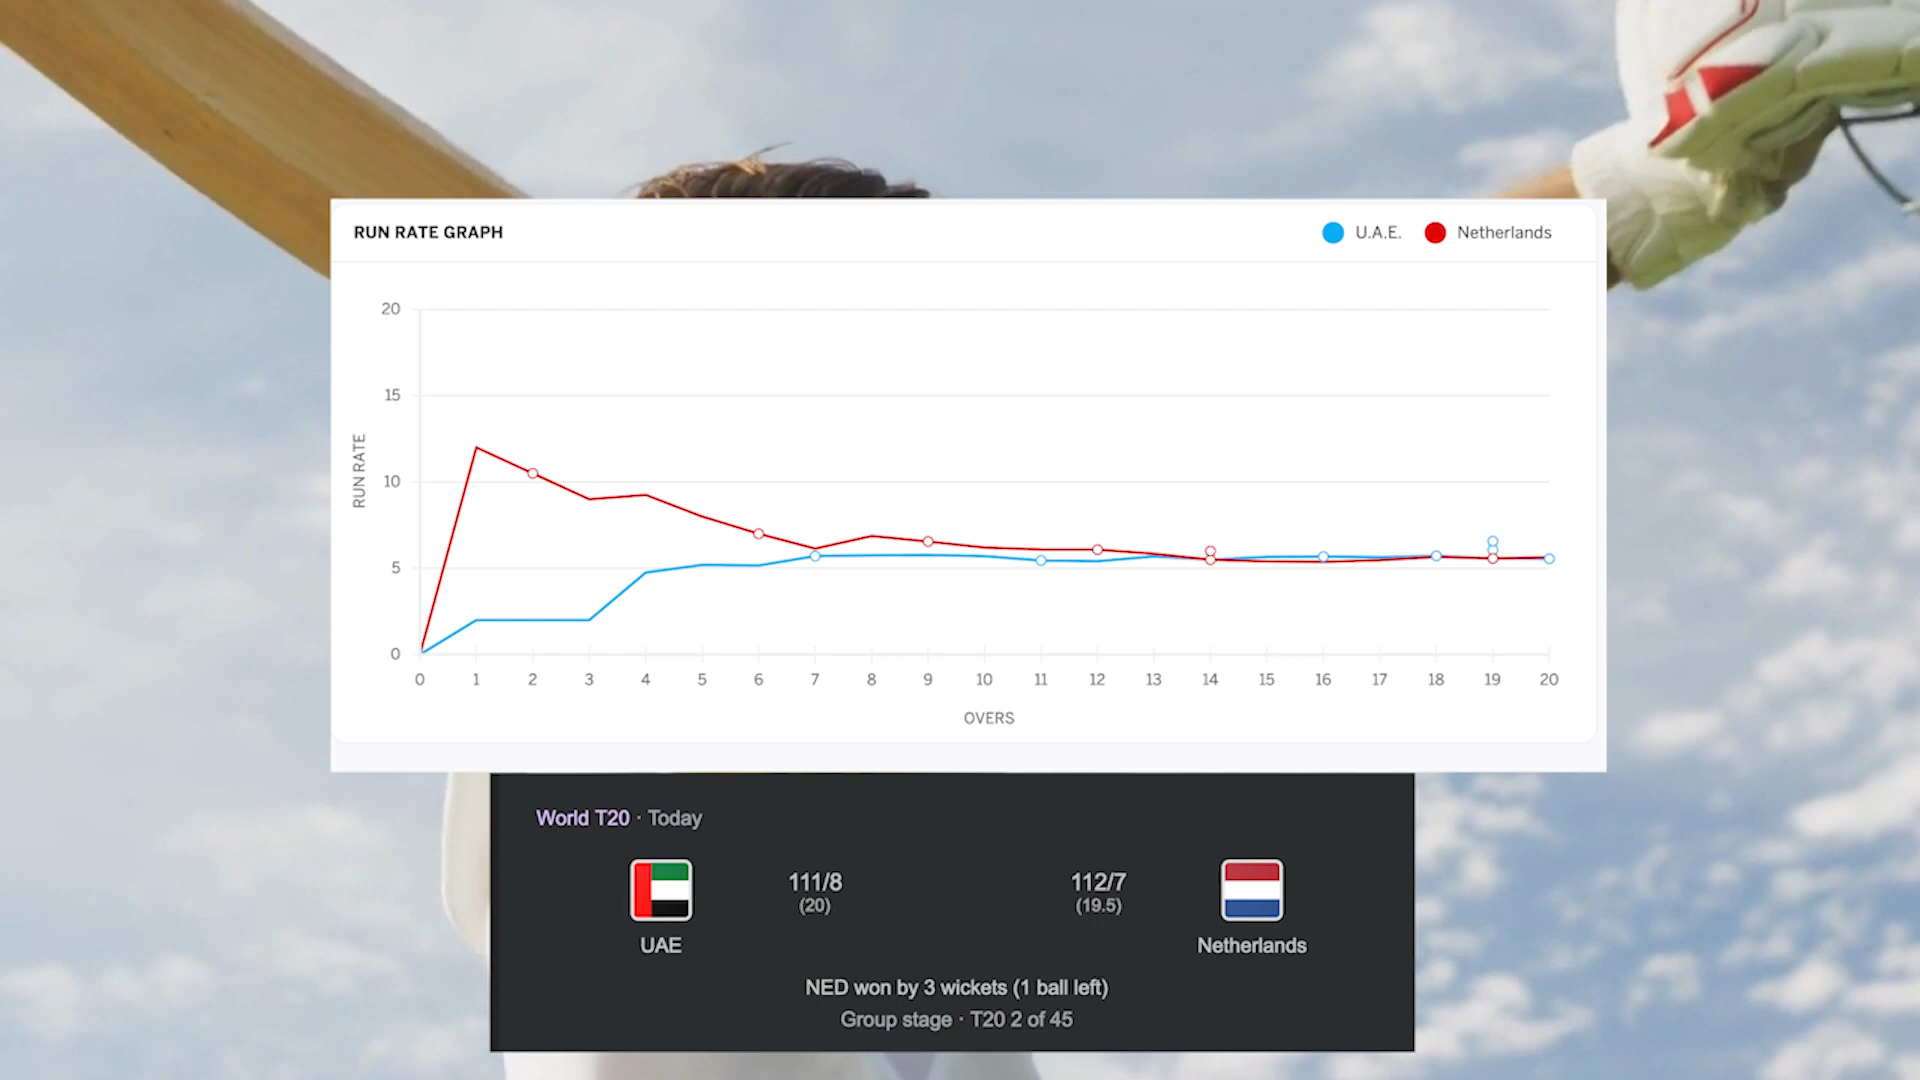 RUN RATE GRAPH
U.A.E. Netherlands
20
15
10
5
0
RUN RATE
0 1 2 3 4 5 6 7 8 9 10 11 12 13 14 15 16 17 18 19 20
OVERS
World T20 · Today
111/8 112/7
(20) (19.5)
UAE Netherlands
NED won by 3 wickets (1 ball left)
Group stage · T20 2 of 45